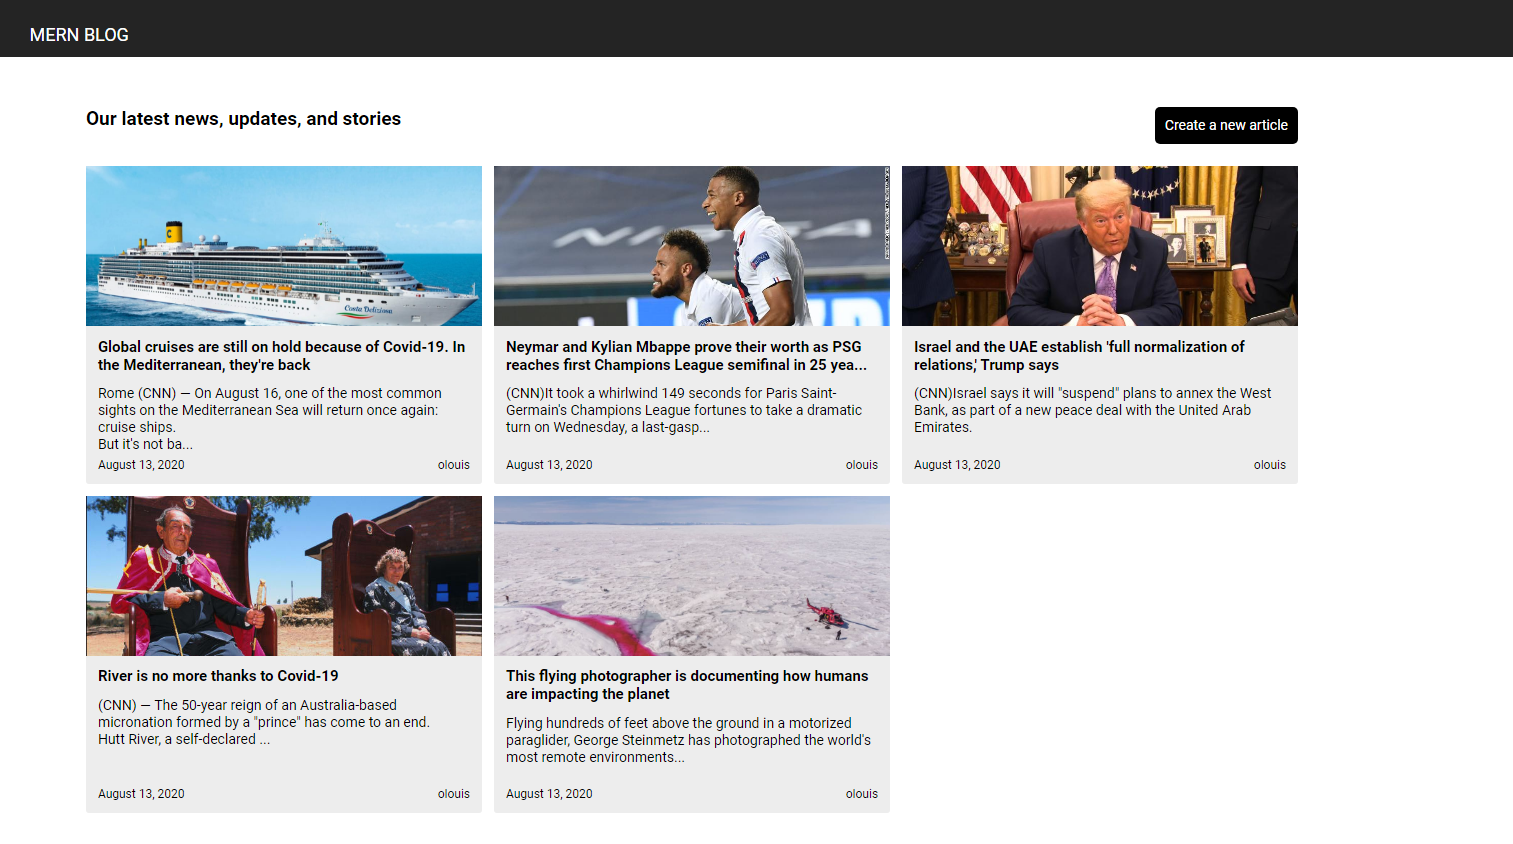 MERN BLOG
Our latest news, updates, and stories
Create a new article
C
Costa Deliziosa
Global cruises are still on hold because of Covid-19. In
the Mediterranean, they're back
Rome (CNN) — On August 16, one of the most common
sights on the Mediterranean Sea will return once again:
cruise ships.
But it's not ba...
August 13, 2020
olouis
Neymar and Kylian Mbappe prove their worth as PSG
reaches first Champions League semifinal in 25 yea...
(CNN)It took a whirlwind 149 seconds for Paris Saint-
Germain's Champions League fortunes to take a dramatic
turn on Wednesday, a last-gasp...
August 13, 2020
olouis
Israel and the UAE establish 'full normalization of
relations,' Trump says
(CNN)Israel says it will "suspend" plans to annex the West
Bank, as part of a new peace deal with the United Arab
Emirates.
August 13, 2020
olouis
River is no more thanks to Covid-19
(CNN) — The 50-year reign of an Australia-based
micronation formed by a "prince" has come to an end.
Hutt River, a self-declared ...
August 13, 2020
olouis
This flying photographer is documenting how humans
are impacting the planet
Flying hundreds of feet above the ground in a motorized
paraglider, George Steinmetz has photographed the world's
most remote environments...
August 13, 2020
olouis